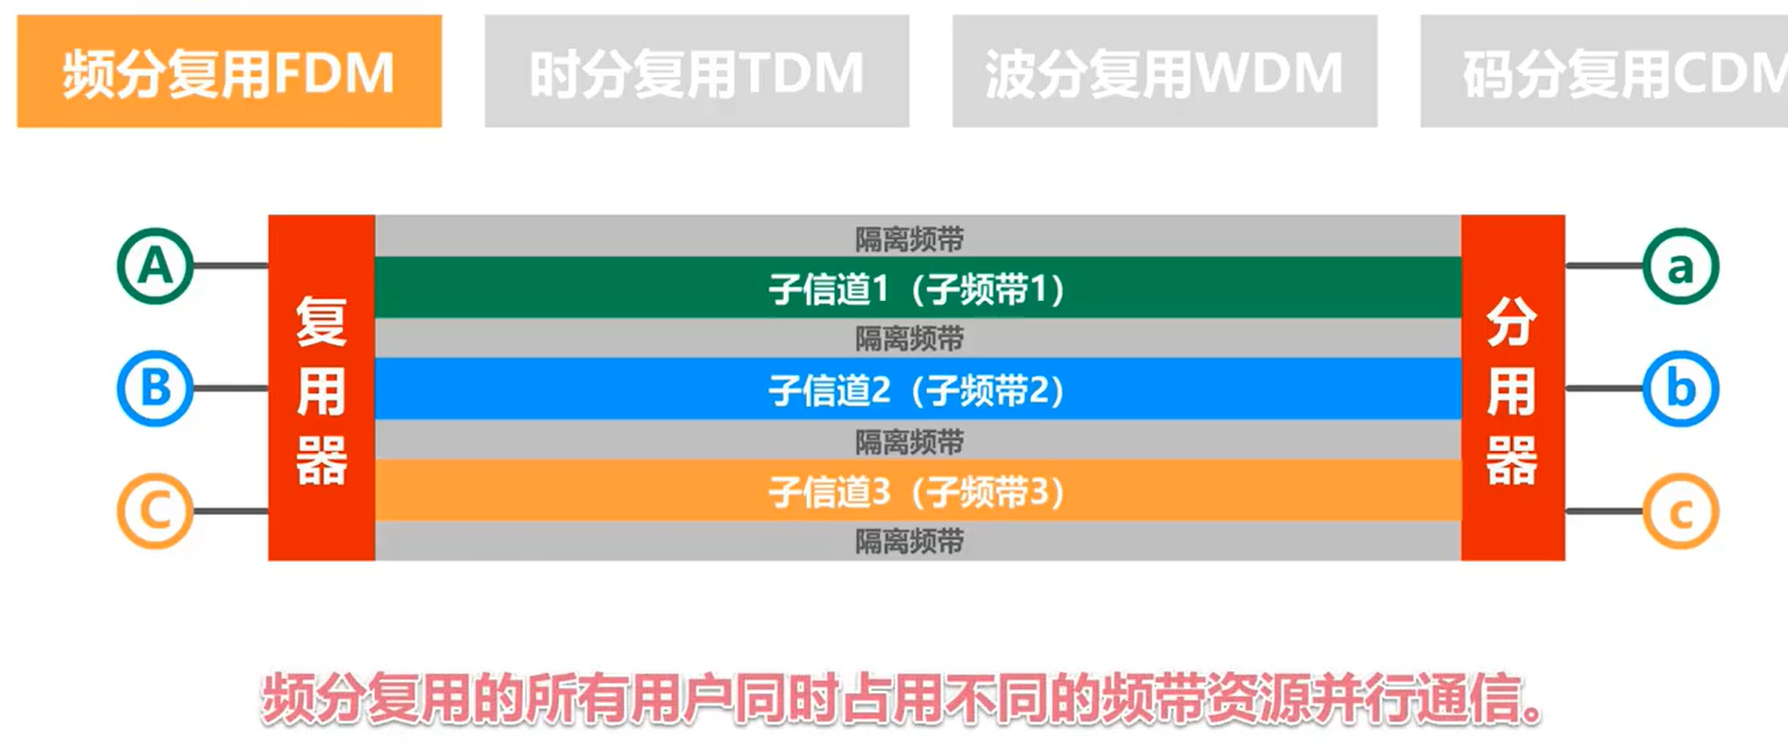 频分复用FDM
时分复用TDM
波分复用WDM
码分复用CDM
隔离频带
A
子信道1（子频带1）
a
隔离频带
复用器
分用器
B
子信道2（子频带2）
b
隔离频带
C
子信道3（子频带3）
c
隔离频带
频分复用的所有用户同时占用不同的频带资源并行通信。